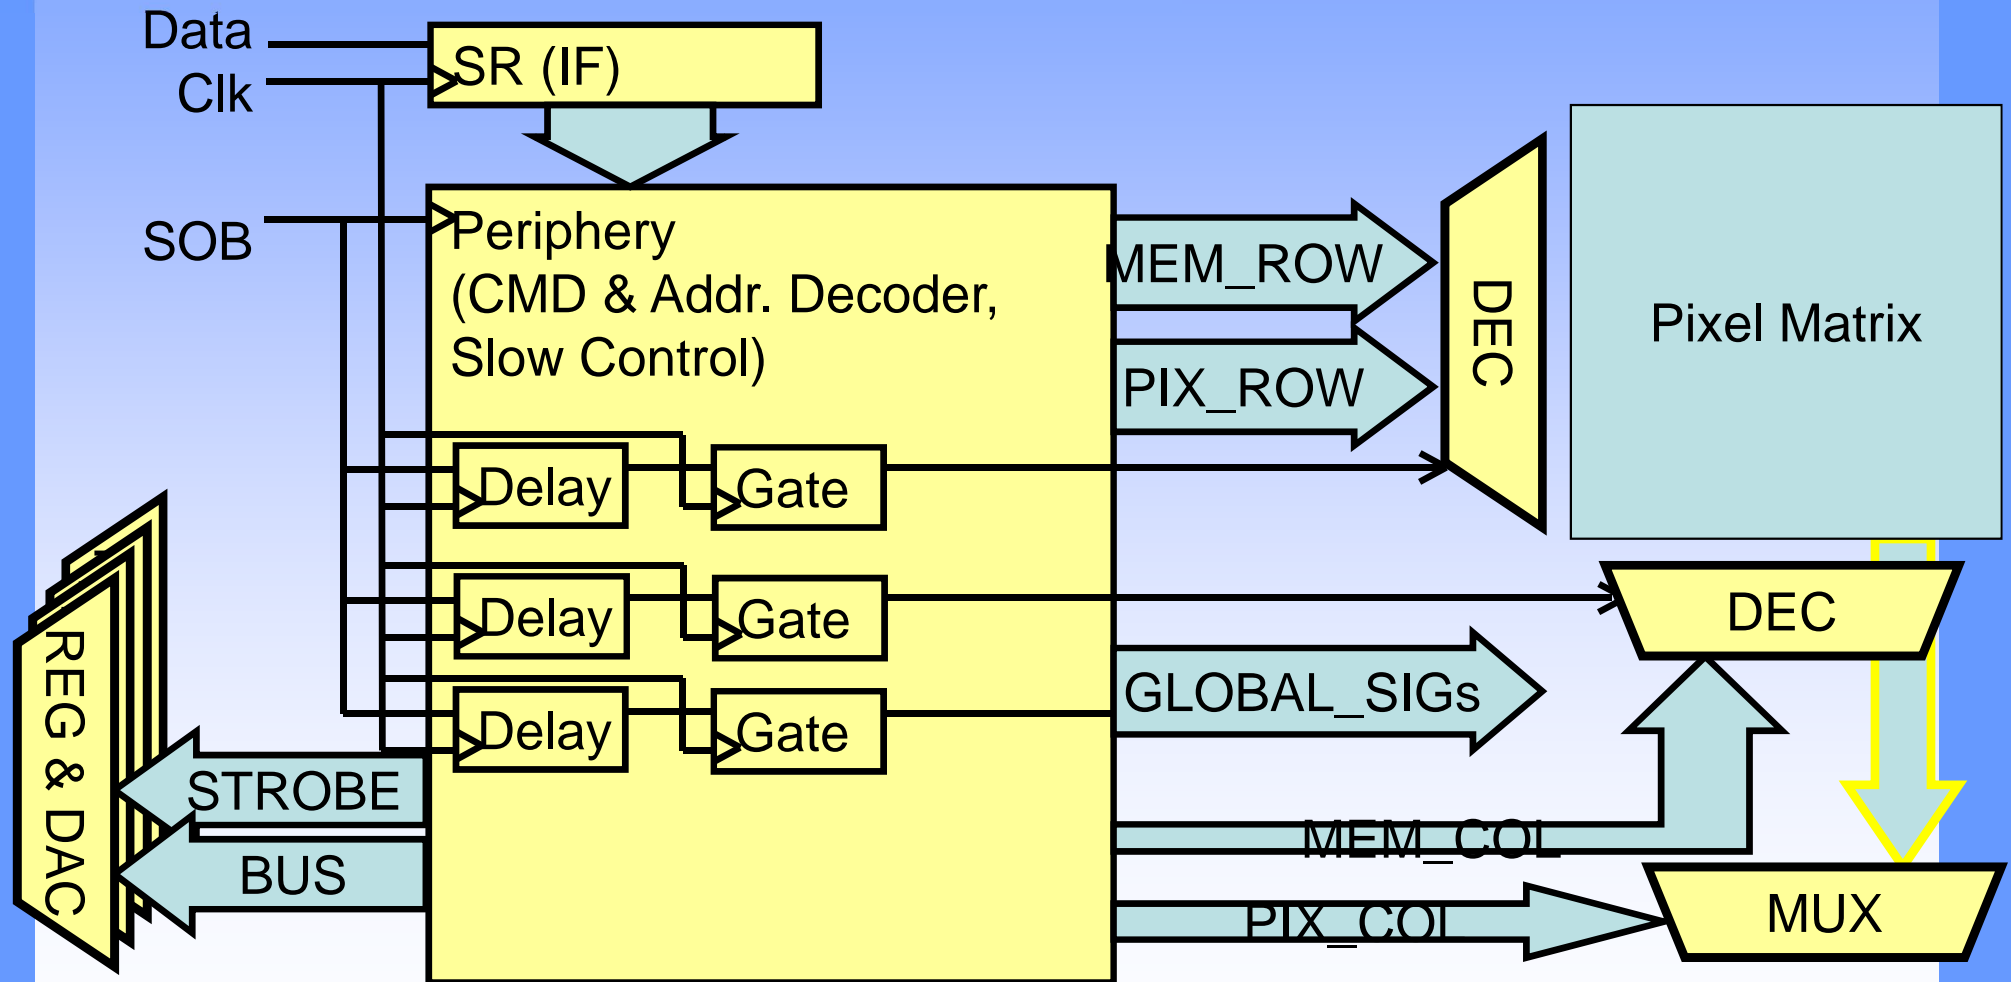 Data
SR (IF)
Clk
SOB
Periphery
(CMD & Addr. Decoder,
Slow Control)
MEM_ROW
PIX_ROW
DEC
Pixel Matrix
Delay
Gate
Delay
Gate
DEC
Delay
Gate
GLOBAL_SIGs
REG & DAC
STROBE
BUS
MEM_COL
PIX_COL
MUX